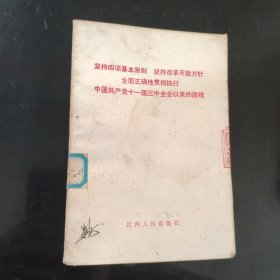 坚持四项基本原则 坚持改革开放方针
全面正确地贯彻执行
中国共产党十一届三中全会以来的路线
江西人民出版社